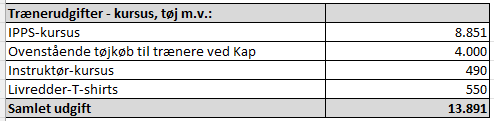 Trænerudgifter - kursus, tøj m.v.:
IPPS-kursus 8.851
Ovenstående tøjkøb til trænere ved Kap 4.000
Instruktør-kursus 490
Livredder-T-shirts 550
Samlet udgift 13.891